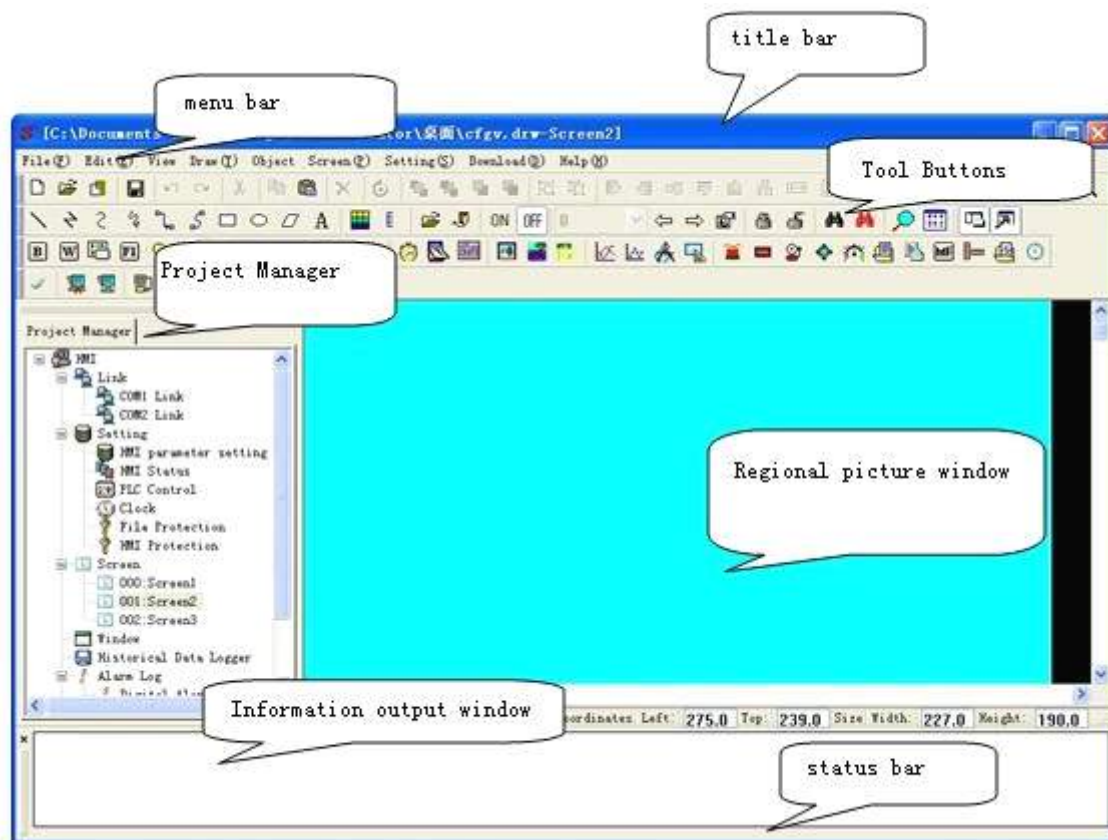 title bar
menu bar
[C:\Documents tor\桌面\cfgv.drw-Screen2]
File(F) Edit(E) View Draw(T) Object Screen(P) Setting(S) Download(D) Help(H)
Tool Buttons
A ON OFF 0
B W
Project Manager
Project Manager
HMI
Link
COM1 Link
COM2 Link
Setting
HMI parameter setting
HMI Status
PLC Control
Clock
File Protection
HMI Protection
Screen
000:Screen1
001:Screen2
002:Screen3
Window
Historical Data Logger
Alarm Log
Regional picture window
Information output window
oordinates Left: 275.0 Top: 239.0 Size Width: 227.0 Height: 190.0
status bar